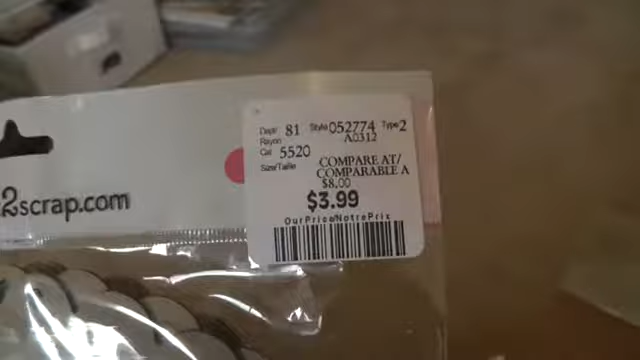 2scrap.com
Dept/ 81 Style 052774 Type 2
Rayon A0312
Cat 5520
Size/Taille COMPARE AT/
COMPARABLE A
$8.00
$3.99
OurPrice/NotrePrix